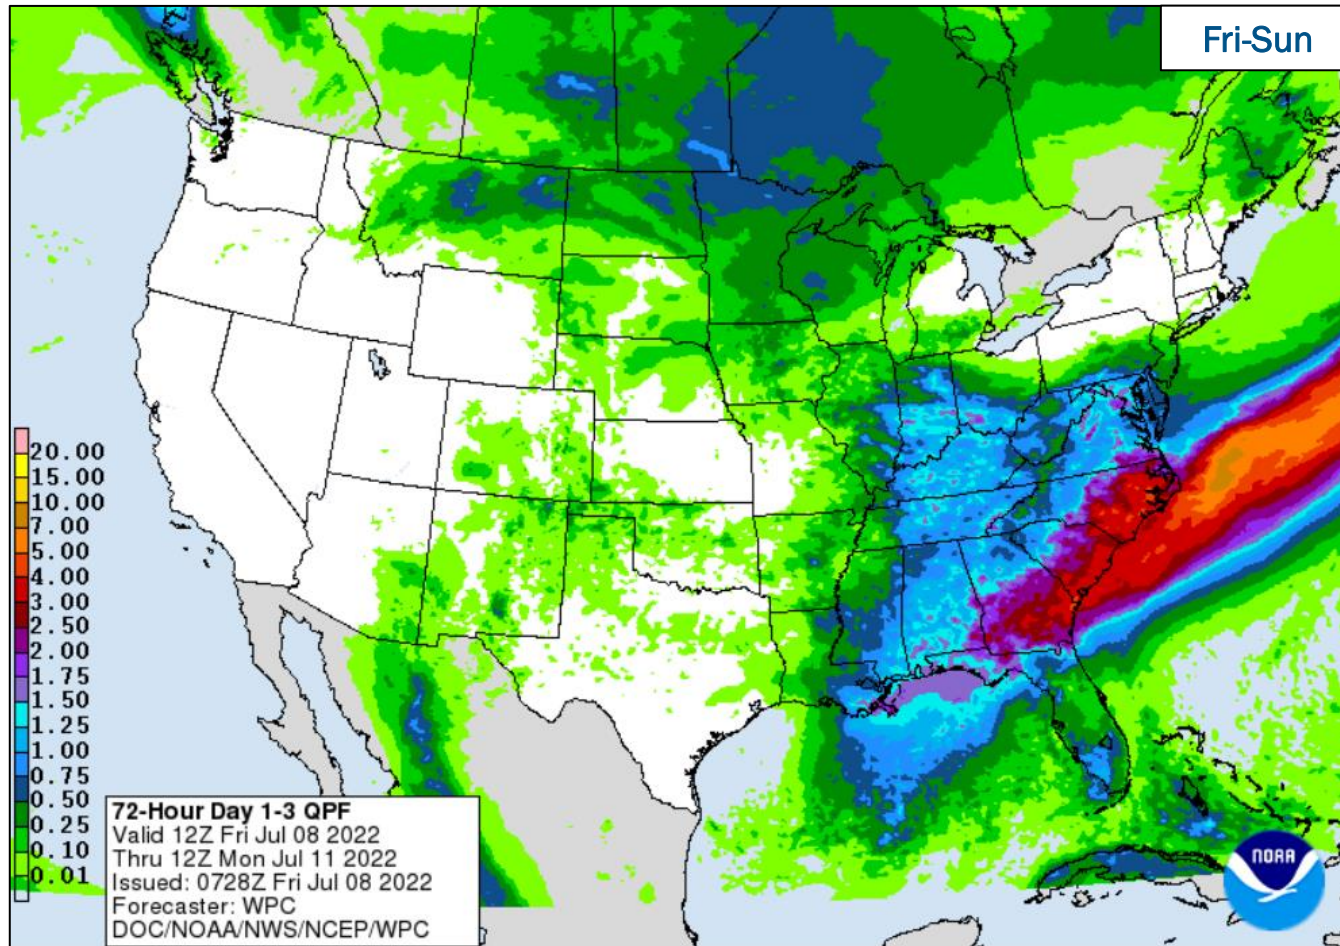 Fri-Sun
20.00
15.00
10.00
7.00
5.00
4.00
3.00
2.50
2.00
1.75
1.50
1.25
1.00
0.75
0.50
0.25
0.10
0.01
72-Hour Day 1-3 QPF
Valid 12Z Fri Jul 08 2022
Thru 12Z Mon Jul 11 2022
Issued: 0728Z Fri Jul 08 2022
Forecaster: WPC
DOC/NOAA/NWS/NCEP/WPC
NOAA